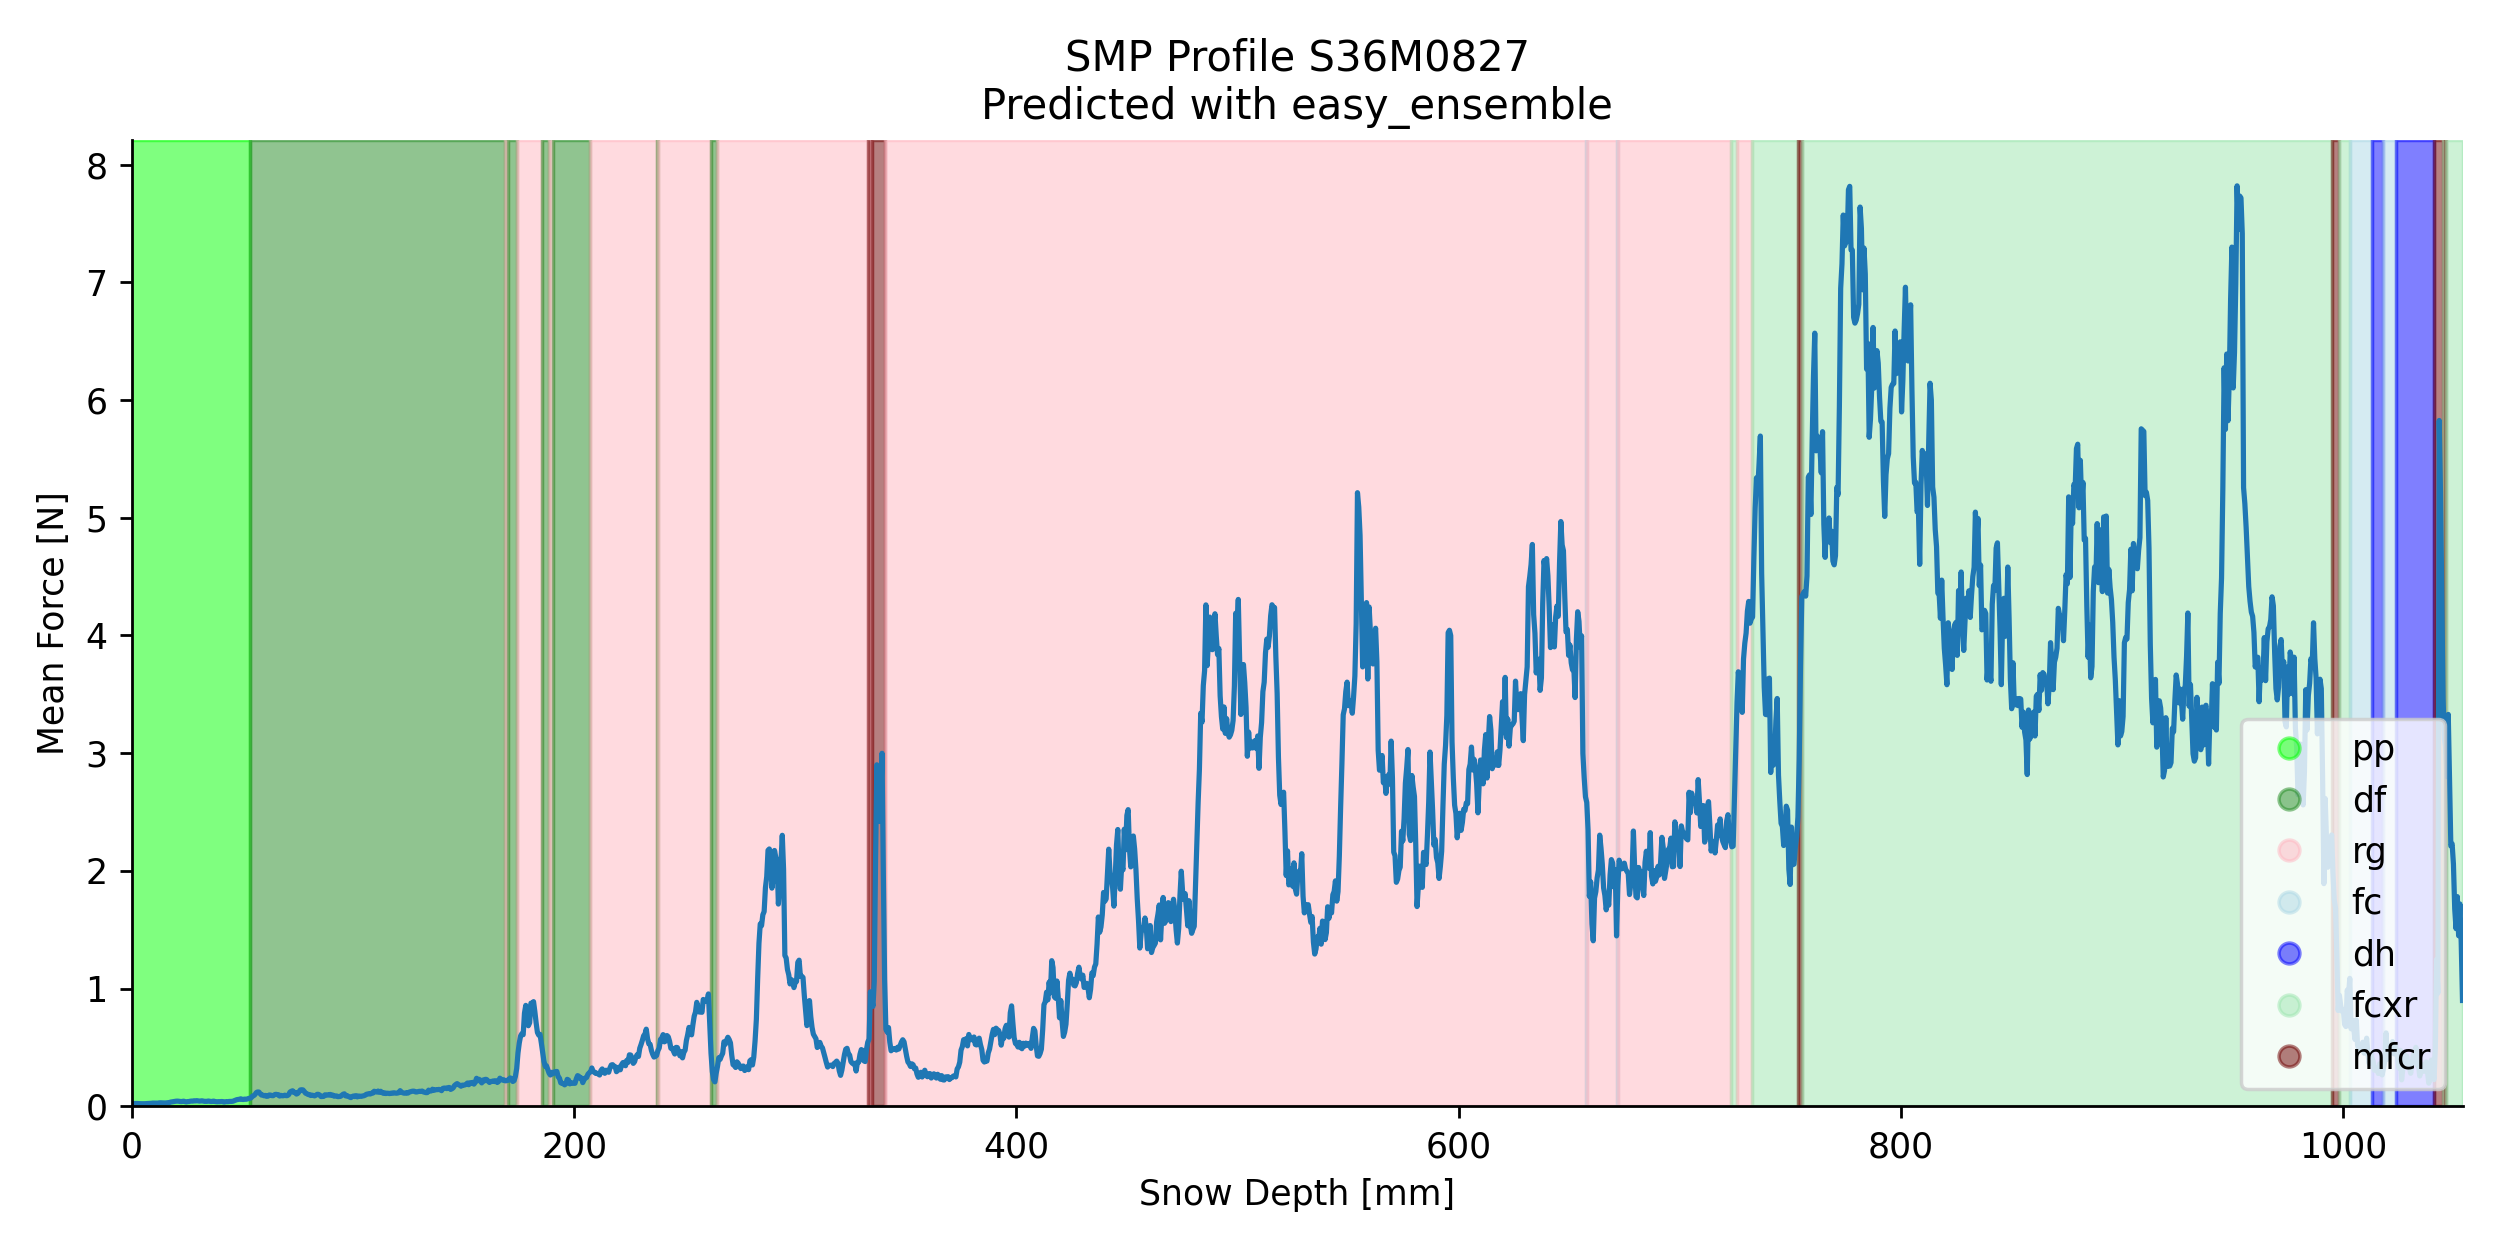 SMP Profile S36M0827
Predicted with easy_ensemble
Mean Force [N]
8
7
6
5
4
3
2
1
0
0 200 400 600 800 1000
Snow Depth [mm]
pp
df
rg
fc
dh
fcxr
mfcr